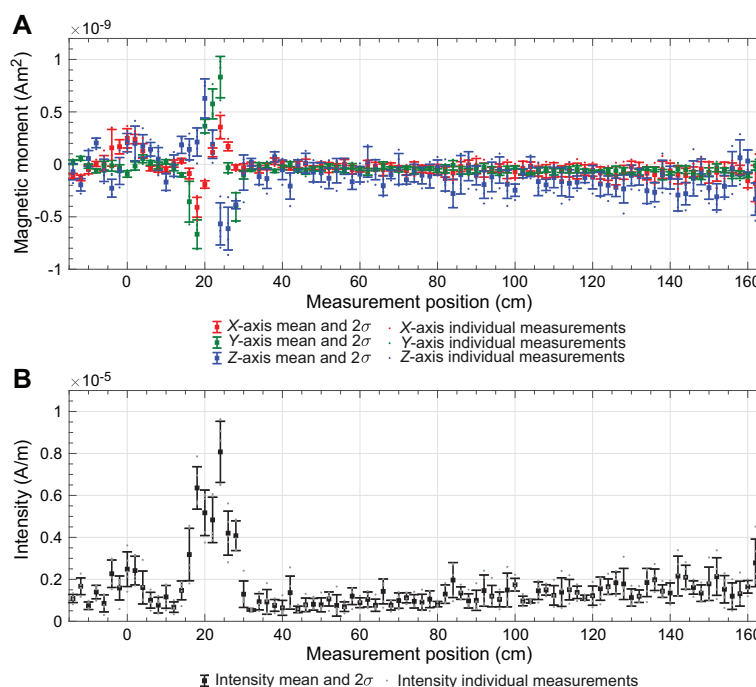 A
×10⁻⁹
1
0.5
0
-0.5
-1
Magnetic moment (Am²)
0 20 40 60 80 100 120 140 160
Measurement position (cm)
X-axis mean and 2σ · X-axis individual measurements
Y-axis mean and 2σ · Y-axis individual measurements
Z-axis mean and 2σ · Z-axis individual measurements
B
×10⁻⁵
1
0.8
0.6
0.4
0.2
0
Intensity (A/m)
0 20 40 60 80 100 120 140 160
Measurement position (cm)
Intensity mean and 2σ · Intensity individual measurements